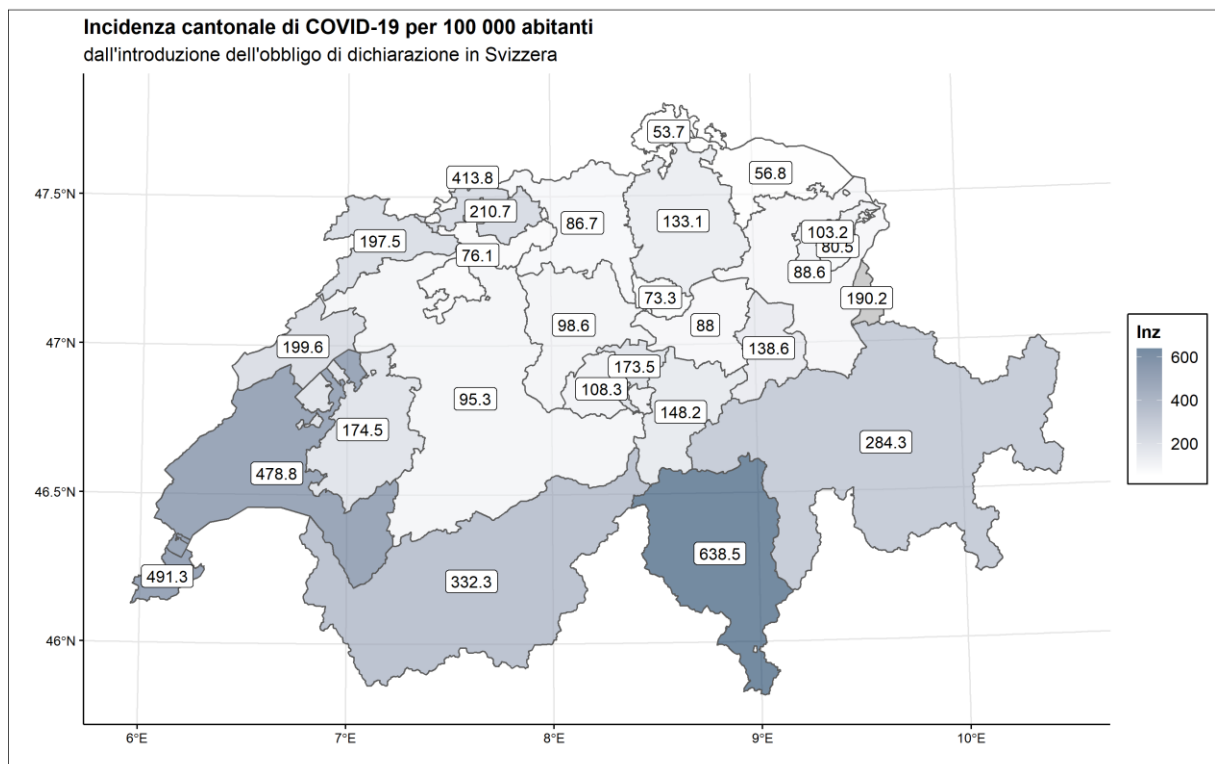 Incidenza cantonale di COVID-19 per 100 000 abitanti
dall'introduzione dell'obbligo di dichiarazione in Svizzera
53.7
413.8
56.8
47.5°N
210.7
86.7
133.1
103.2
197.5
80.5
76.1
88.6
73.3
190.2
98.6
88
Inz
47°N
199.6
138.6
600
173.5
108.3
95.3
148.2
400
174.5
284.3
200
478.8
46.5°N
638.5
491.3
332.3
46°N
6°E
7°E
8°E
9°E
10°E